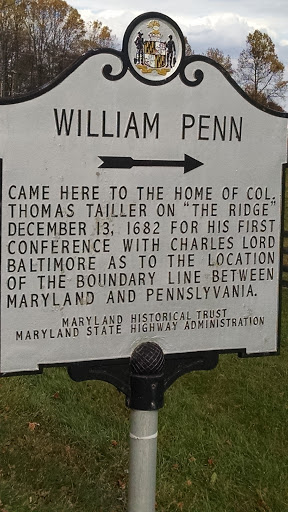 WILLIAM PENN
CAME HERE TO THE HOME OF COL.
THOMAS TAILLER ON "THE RIDGE"
DECEMBER 13, 1682 FOR HIS FIRST
CONFERENCE WITH CHARLES LORD
BALTIMORE AS TO THE LOCATION
OF THE BOUNDARY LINE BETWEEN
MARYLAND AND PENNSLYVANIA.
MARYLAND HISTORICAL TRUST
MARYLAND STATE HIGHWAY ADMINISTRATION